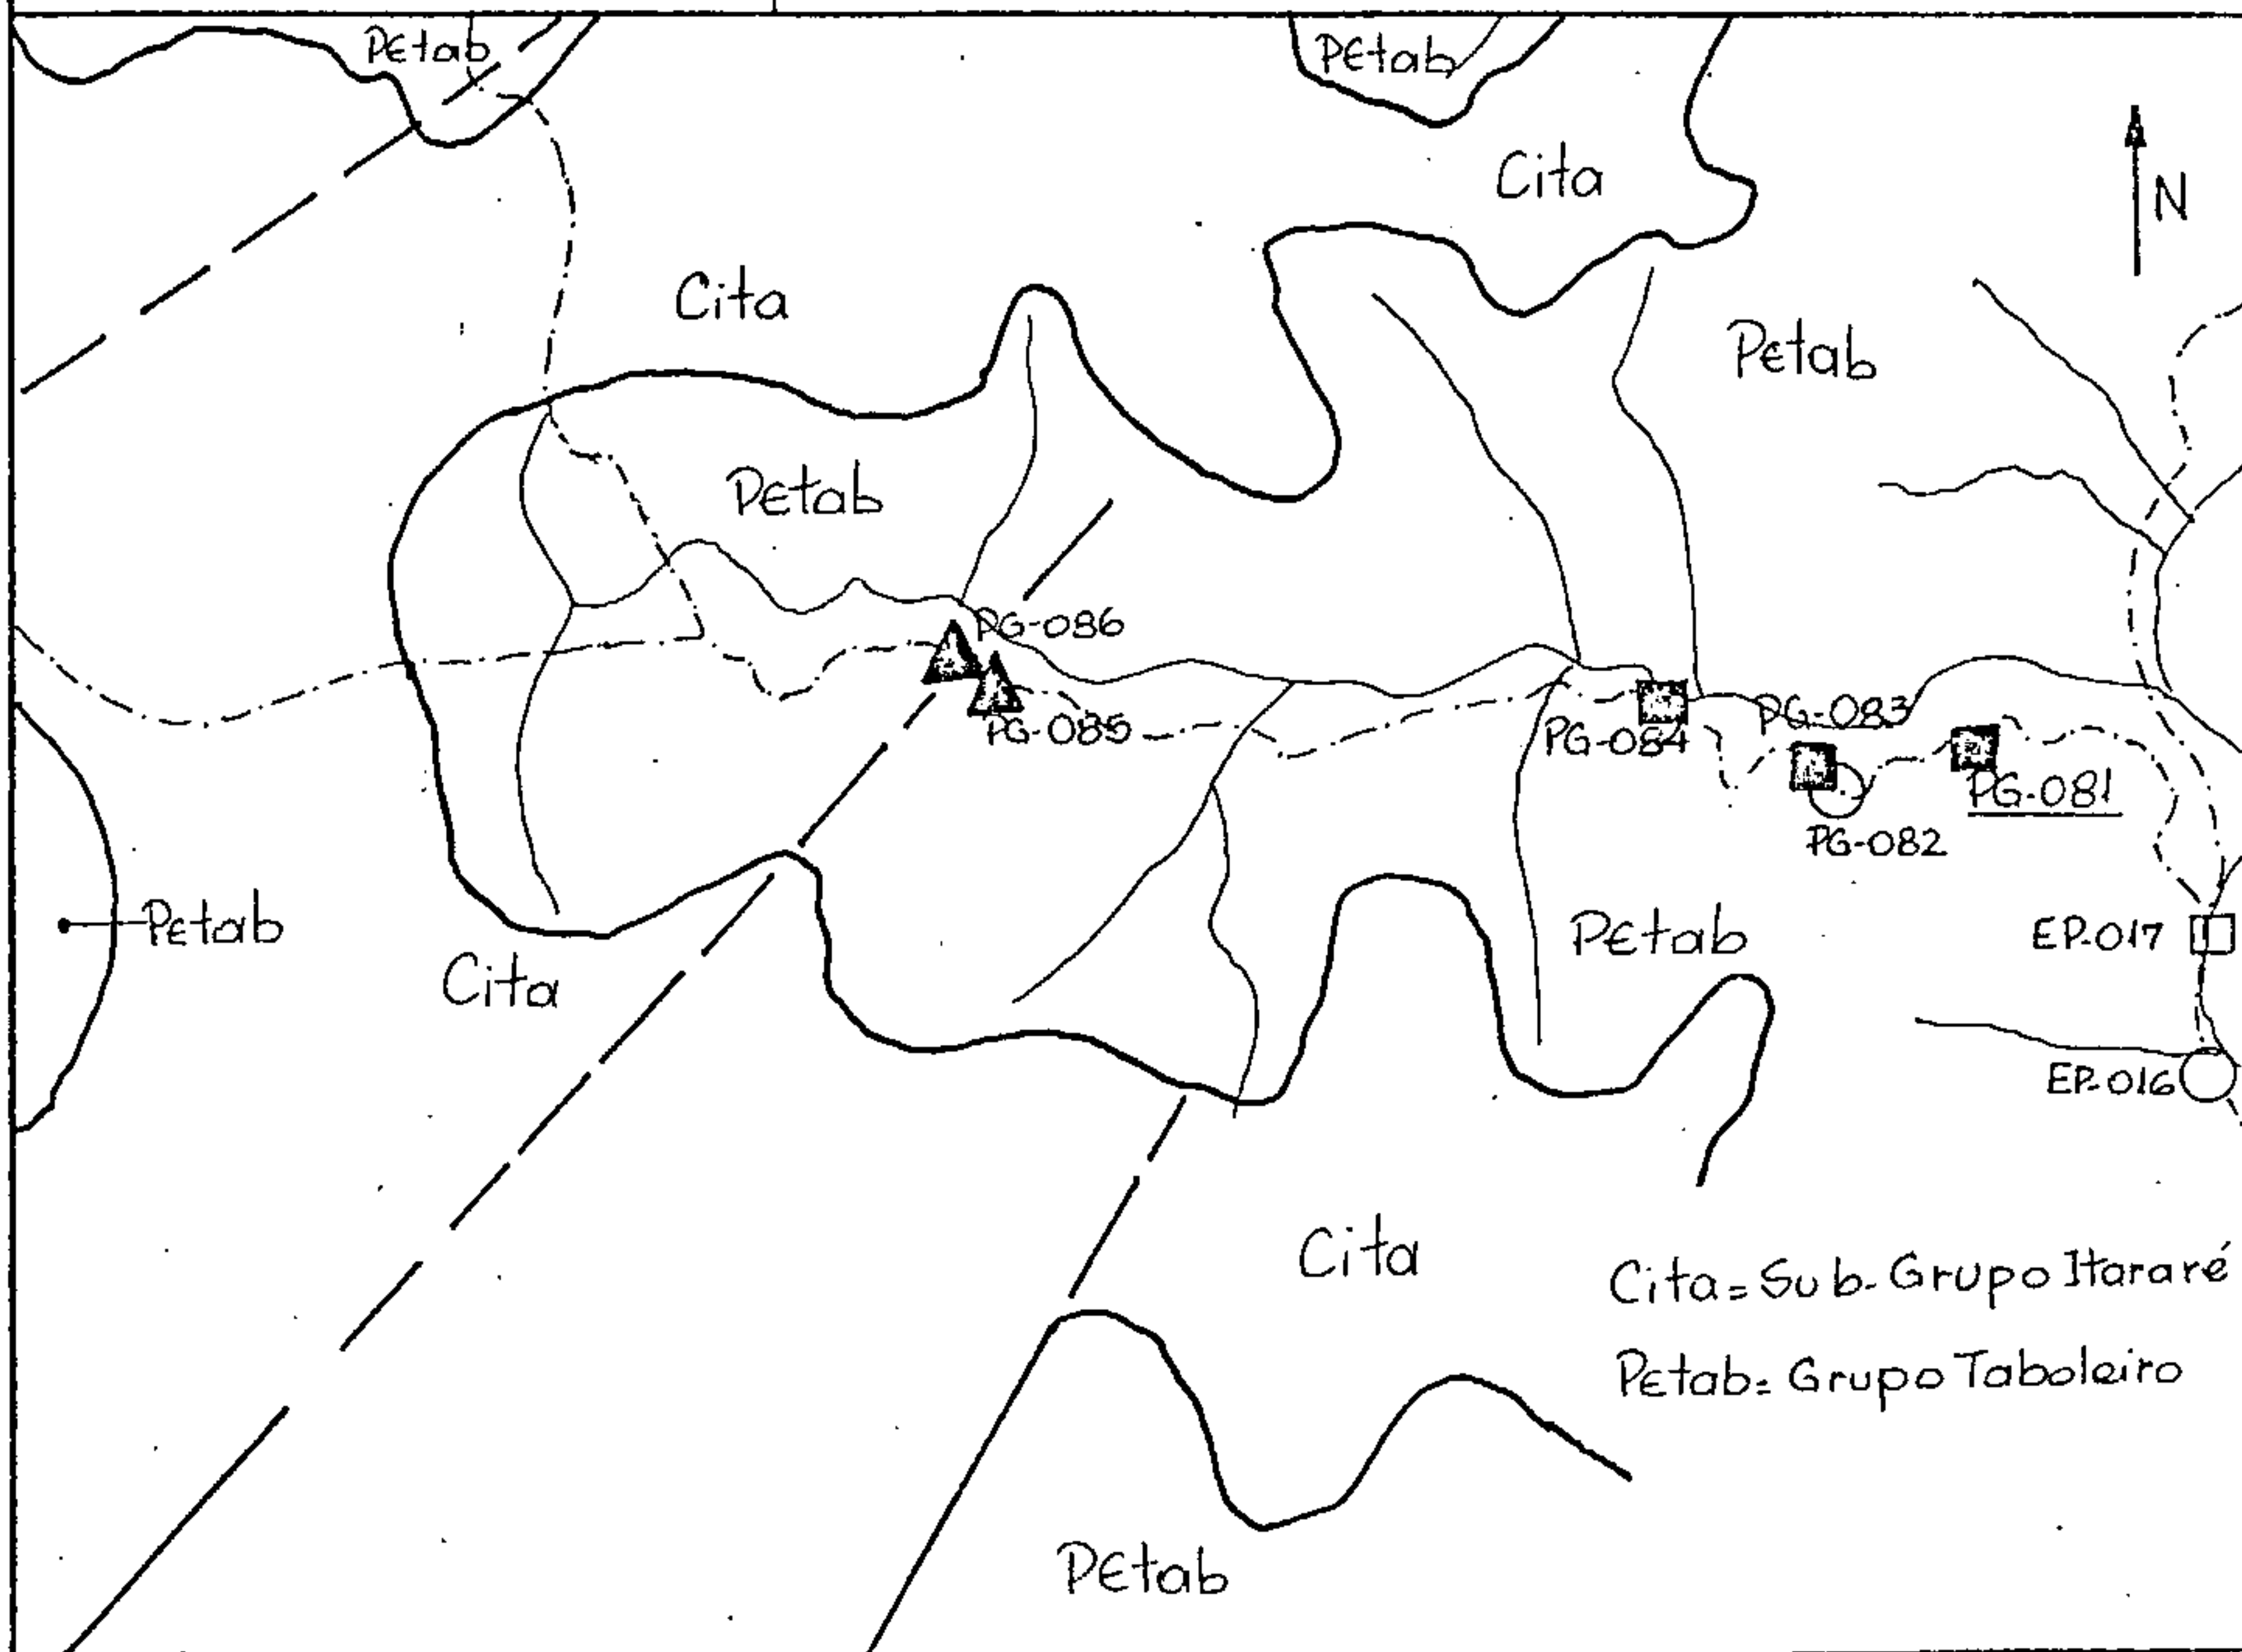 PEtab
PEtab
Cita
N
Cita
PEtab
PEtab
PG-086
PG-085
PG-084
PG-083
PG-081
PG-082
PEtab
PEtab
EP-017
Cita
EP-016
Cita
Cita=Sub-Grupo Itararé
PEtab=Grupo Taboleiro
PEtab